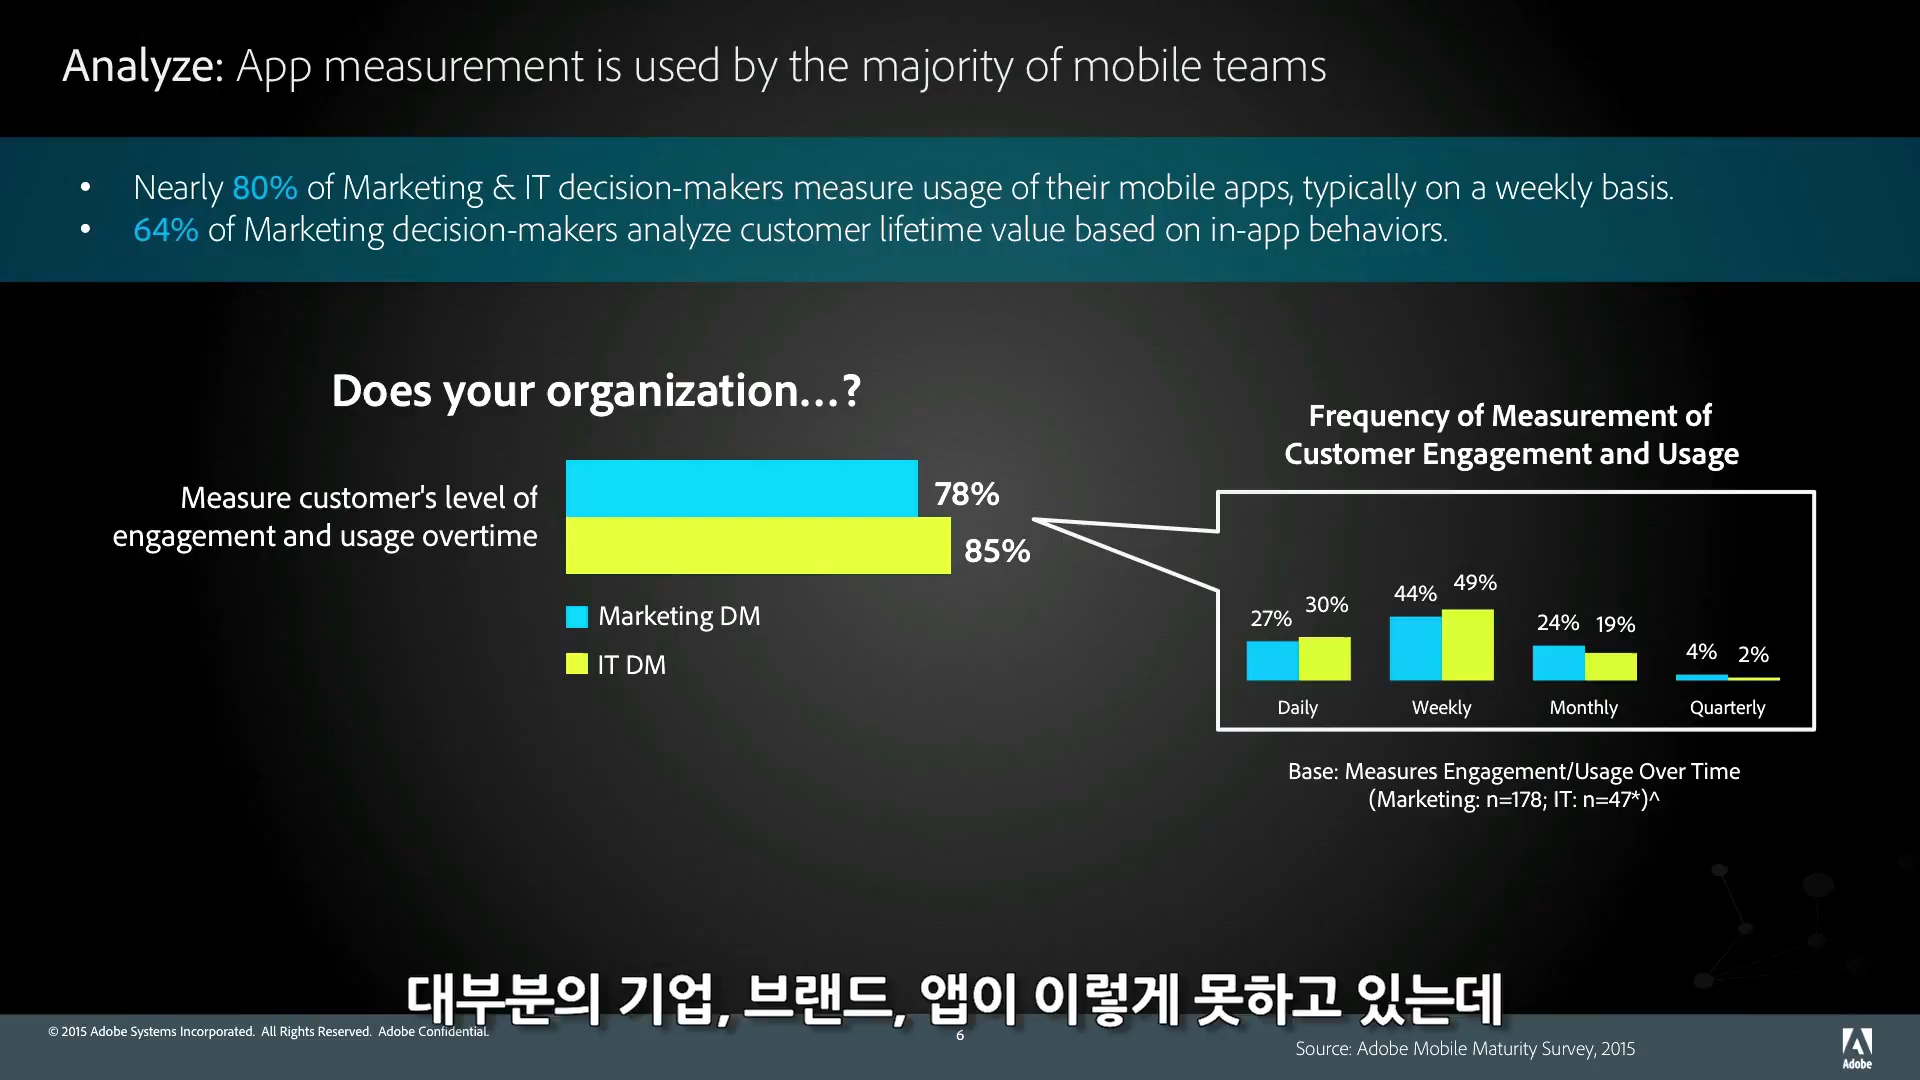 Analyze: App measurement is used by the majority of mobile teams
• Nearly 80% of Marketing & IT decision-makers measure usage of their mobile apps, typically on a weekly basis.
• 64% of Marketing decision-makers analyze customer lifetime value based on in-app behaviors.
Does your organization...?
Measure customer's level of
engagement and usage overtime
78%
85%
Marketing DM
IT DM
Frequency of Measurement of
Customer Engagement and Usage
27% 30% 44% 49% 24% 19% 4% 2%
Daily Weekly Monthly Quarterly
Base: Measures Engagement/Usage Over Time
(Marketing: n=178; IT: n=47*)^
대부분의 기업, 브랜드, 앱이 이렇게 못하고 있는데
© 2015 Adobe Systems Incorporated. All Rights Reserved. Adobe Confidential.
6
Source: Adobe Mobile Maturity Survey, 2015
Adobe